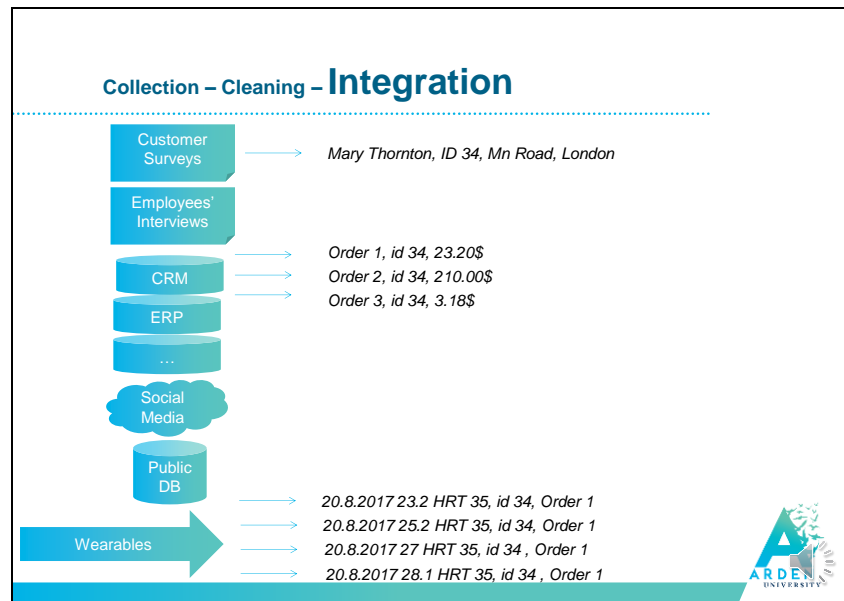 Collection – Cleaning – Integration
Customer
Surveys
Mary Thornton, ID 34, Mn Road, London
Employees'
Interviews
Order 1, id 34, 23.20$
CRM
Order 2, id 34, 210.00$
Order 3, id 34, 3.18$
ERP
...
Social
Media
Public
DB
20.8.2017 23.2 HRT 35, id 34, Order 1
20.8.2017 25.2 HRT 35, id 34, Order 1
Wearables
20.8.2017 27 HRT 35, id 34 , Order 1
20.8.2017 28.1 HRT 35, id 34 , Order 1
UNIVERSITY